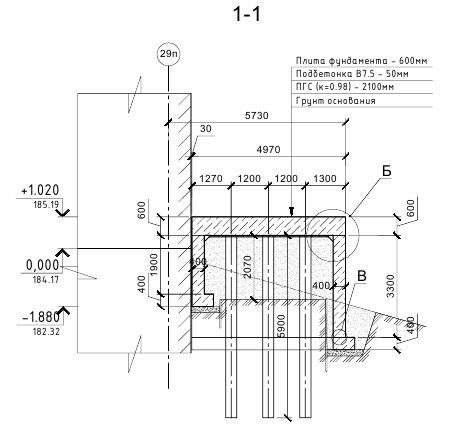 1-1
29п
Плита фундамента – 600мм
Подбетонка В7.5 – 50мм
ПГС (к=0.98) – 2100мм
Грунт основания
5730
30
4970
1270 1200 1200 1300
Б
+1.020
185.19
600
600
0,000
184.17
1900
400
2070
400
3300
400
В
–1.880
182.32
5900
400